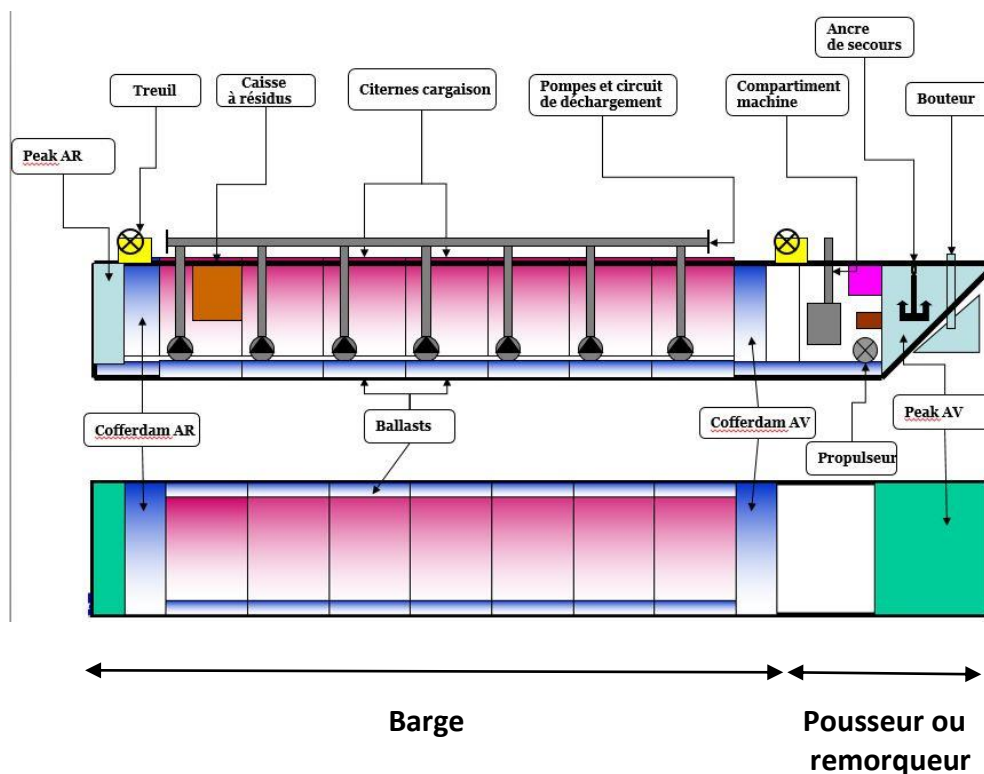 Ancre
de secours
Treuil
Caisse
à résidus
Citernes cargaison
Pompes et circuit
de déchargement
Compartiment
machine
Bouteur
Peak AR
Cofferdam AR
Ballasts
Cofferdam AV
Peak AV
Propulseur
Barge
Pousseur ou
remorqueur